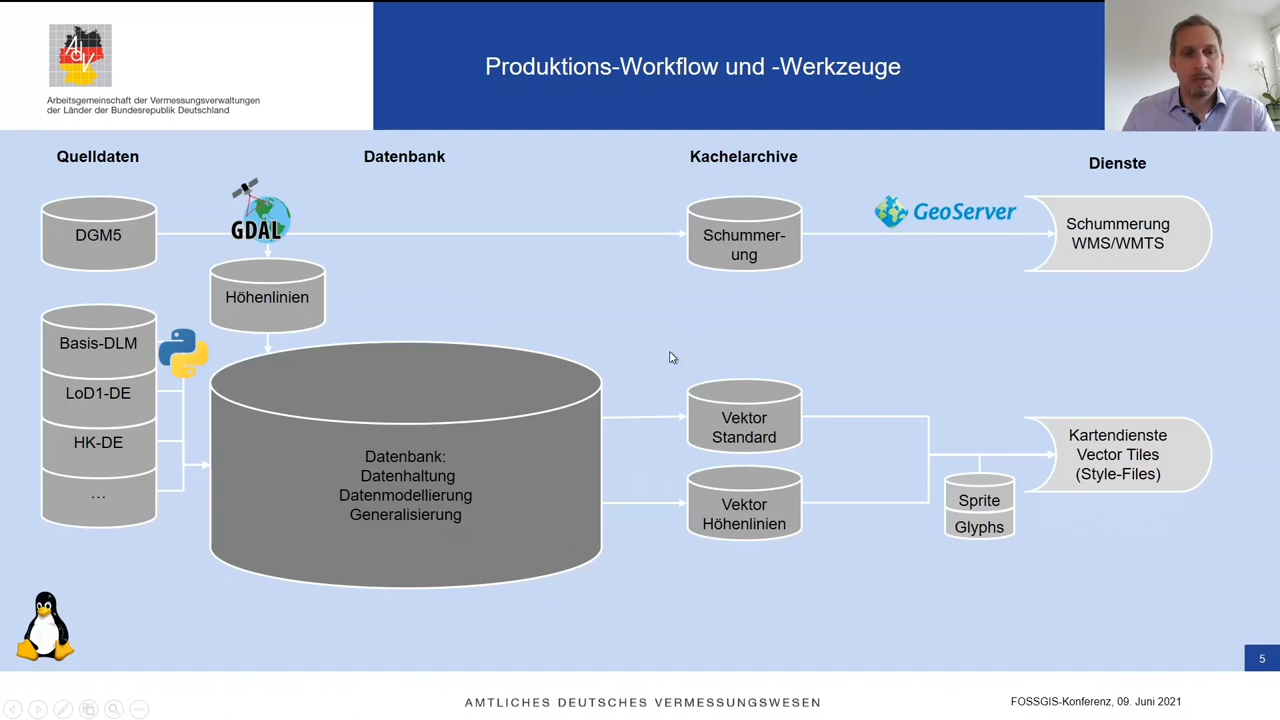 AdV
Arbeitsgemeinschaft der Vermessungsverwaltungen
der Länder der Bundesrepublik Deutschland
Produktions-Workflow und -Werkzeuge
Quelldaten
Datenbank
Kachelarchive
Dienste
DGM5
GDAL
Schummer-
ung
GeoServer
Schummerung
WMS/WMTS
Höhenlinien
Basis-DLM
LoD1-DE
HK-DE
...
Datenbank:
Datenhaltung
Datenmodellierung
Generalisierung
Vektor
Standard
Vektor
Höhenlinien
Sprite
Glyphs
Kartendienste
Vector Tiles
(Style-Files)
5
AMTLICHES DEUTSCHES VERMESSUNGSWESEN
FOSSGIS-Konferenz, 09. Juni 2021